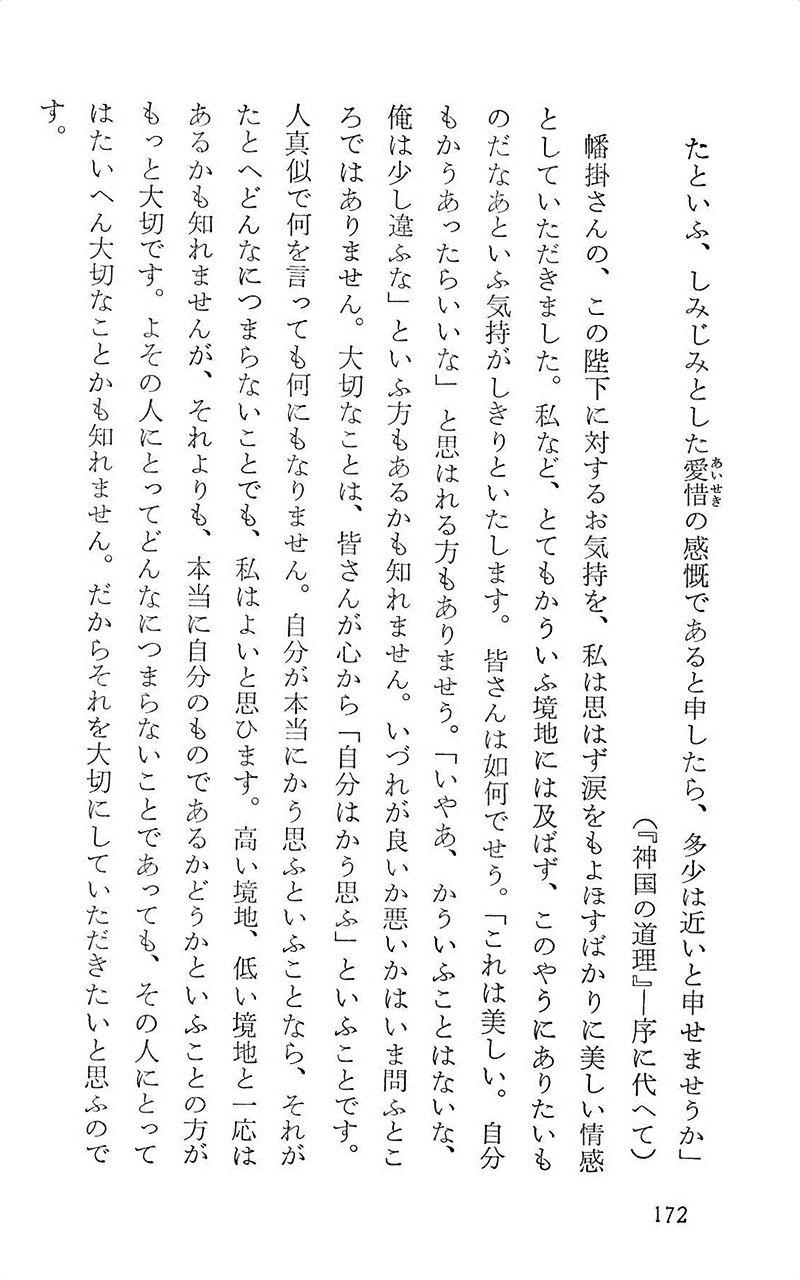 たといふ、しみじみとした愛惜の感慨であると申したら、多少は近いと申せませうか」
あいせき
（『神国の道理』―序に代へて）
幡掛さんの、この陛下に対するお気持を、私は思はず涙をもよほすばかりに美しい情感
としていただきました。私など、とてもかういふ境地には及ばず、このやうにありたいも
のだなあといふ気持がしきりといたします。皆さんは如何でせう。「これは美しい。自分
もかうあったらいいな」と思はれる方もありませう。「いやあ、かういふことはないな、
俺は少し違ふな」といふ方もあるかも知れません。いづれが良いか悪いかはいま問ふとこ
ろではありません。大切なことは、皆さんが心から「自分はかう思ふ」といふことです。
人真似で何を言っても何にもなりません。自分が本当にかう思ふといふことなら、それが
たとへどんなにつまらないことでも、私はよいと思ひます。高い境地、低い境地と一応は
あるかも知れませんが、それよりも、本当に自分のものであるかどうかといふことの方が
もっと大切です。よその人にとってどんなにつまらないことであっても、その人にとって
はたいへん大切なことかも知れません。だからそれを大切にしていただきたいと思ふので
す。
172